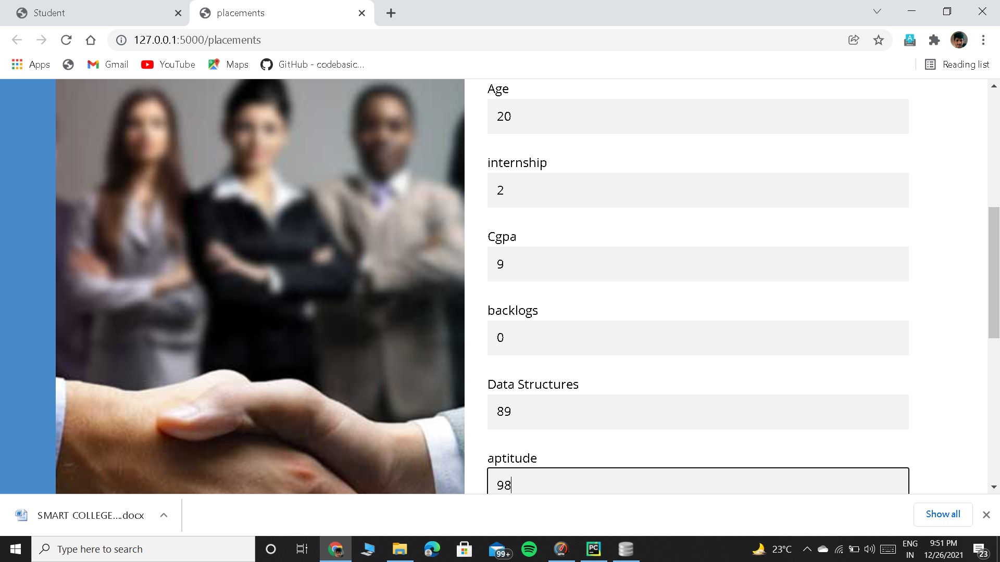 Student
placements
127.0.0.1:5000/placements
Apps
Gmail
YouTube
Maps
GitHub - codebasic...
Reading list
Age
20
internship
2
Cgpa
9
backlogs
0
Data Structures
89
aptitude
98
SMART COLLEGE....docx
Show all
Type here to search
99+
PC
23°C
ENG
IN
9:51 PM
12/26/2021
23